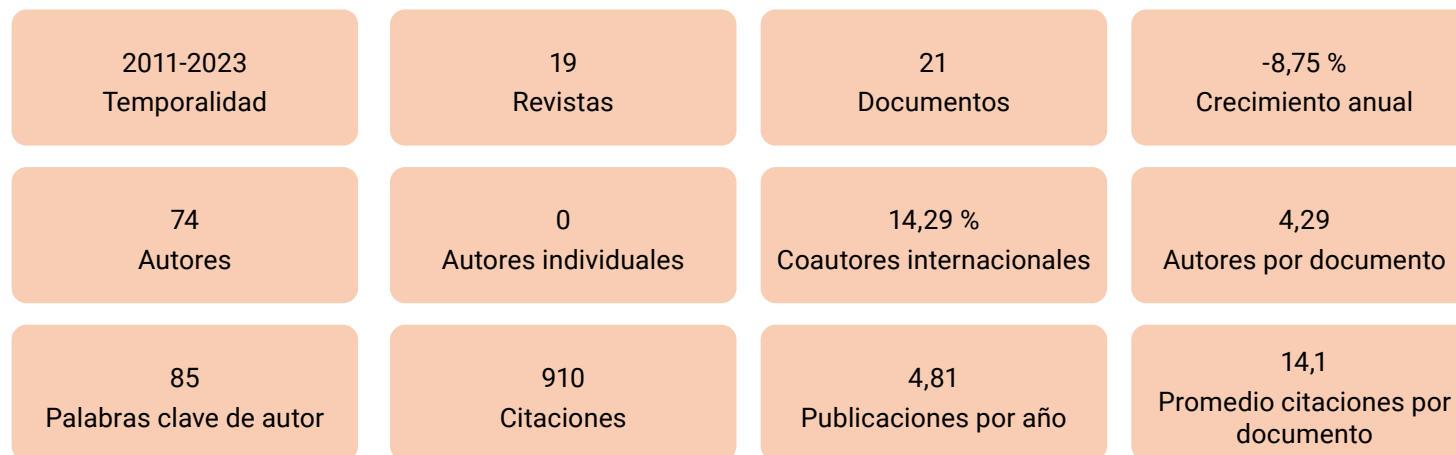 2011-2023
Temporalidad
19
Revistas
21
Documentos
-8,75 %
Crecimiento anual
74
Autores
0
Autores individuales
14,29 %
Coautores internacionales
4,29
Autores por documento
85
Palabras clave de autor
910
Citaciones
4,81
Publicaciones por año
14,1
Promedio citaciones por
documento